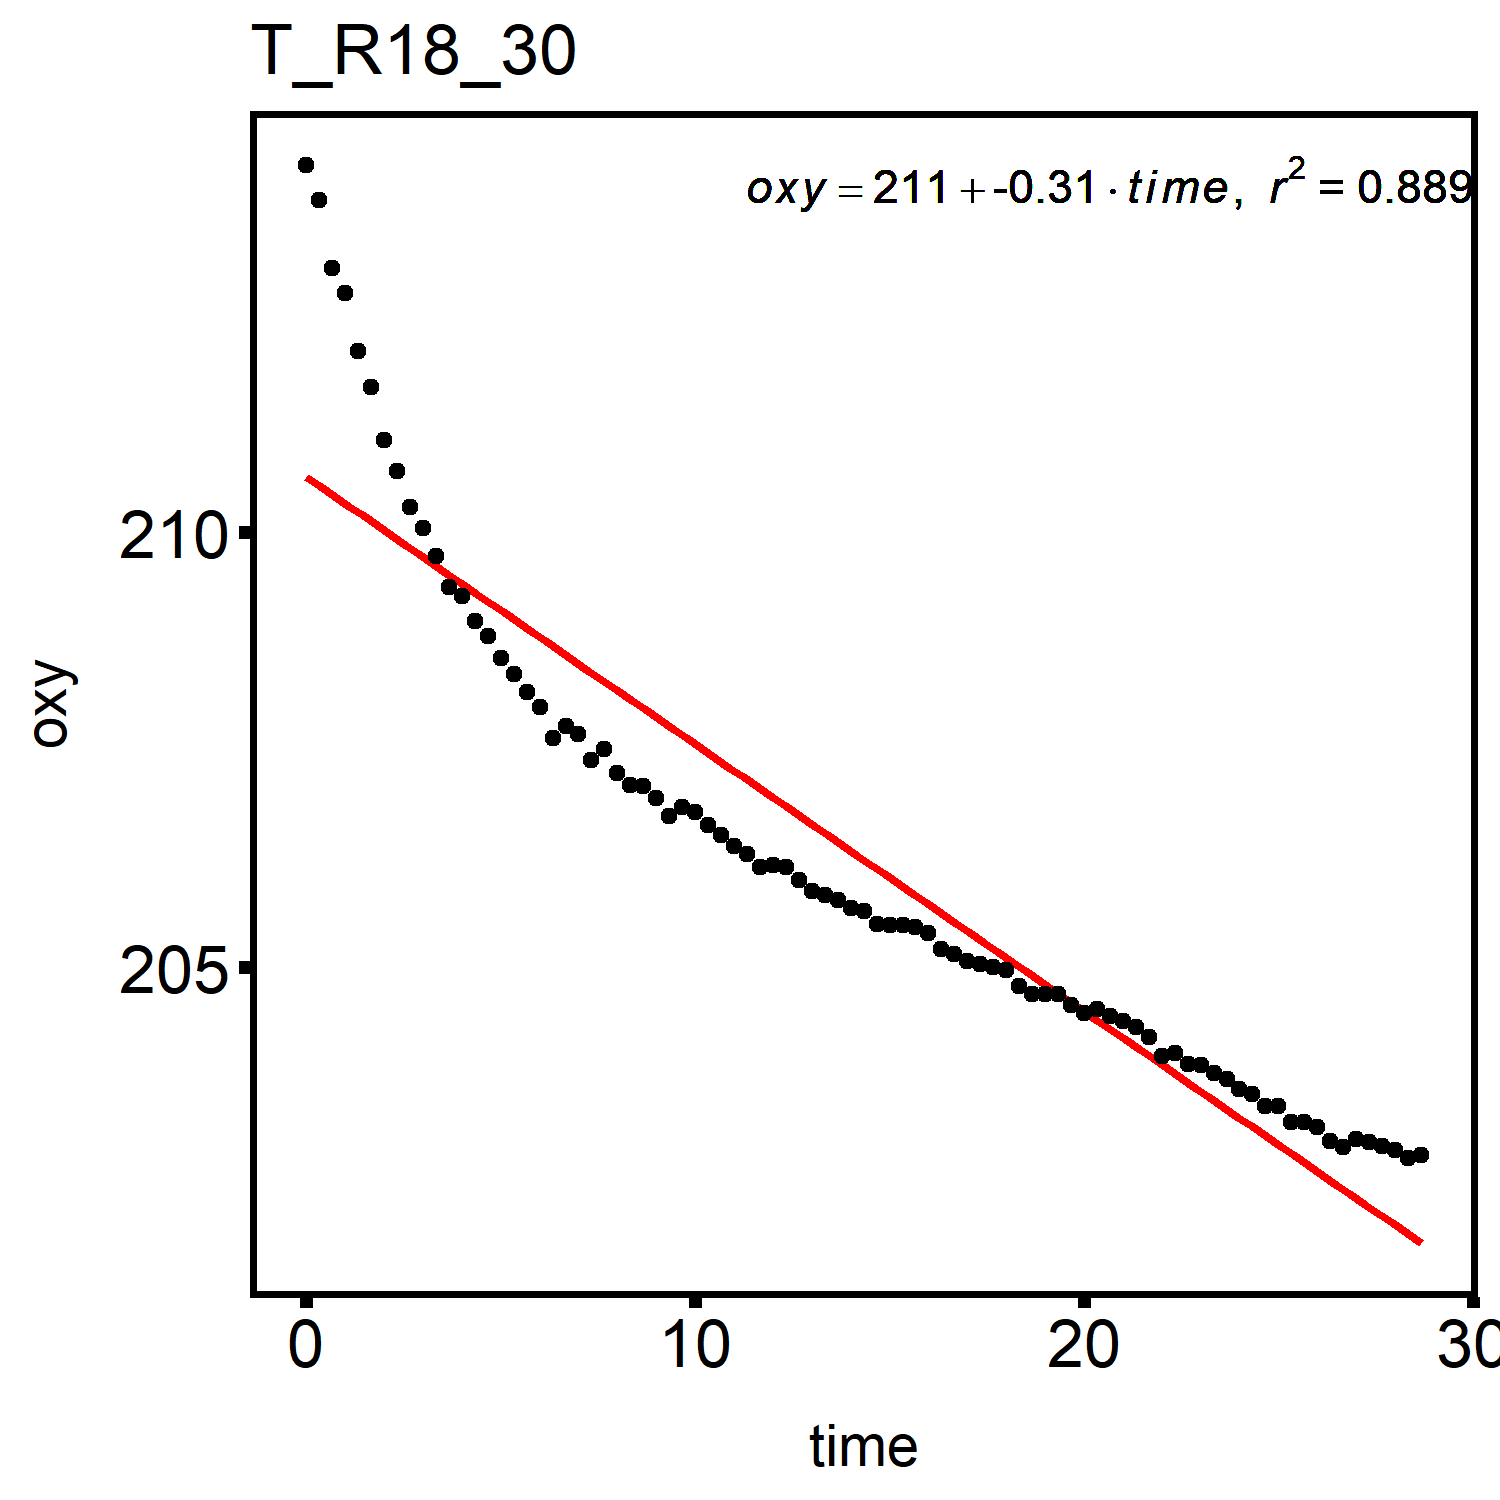 T_R18_30
oxy = 211 + -0.31 · time, r² = 0.889
210
205
oxy
0 10 20 30
time